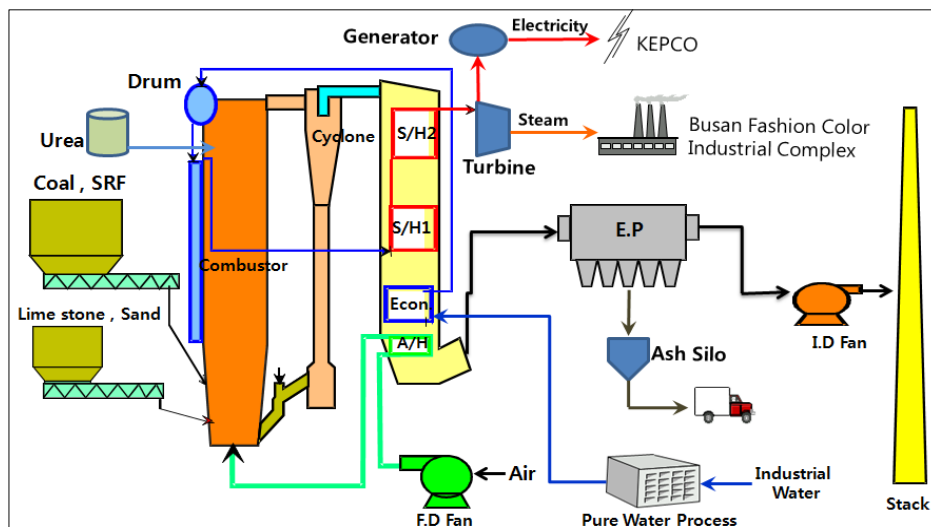 Electricity
Generator
KEPCO
Drum
Cyclone
S/H2
Steam
Busan Fashion Color
Industrial Complex
Urea
Turbine
Coal , SRF
S/H1
E.P
Combustor
Econ
Lime stone , Sand
A/H
Ash Silo
I.D Fan
Air
Industrial
Water
F.D Fan
Pure Water Process
Stack